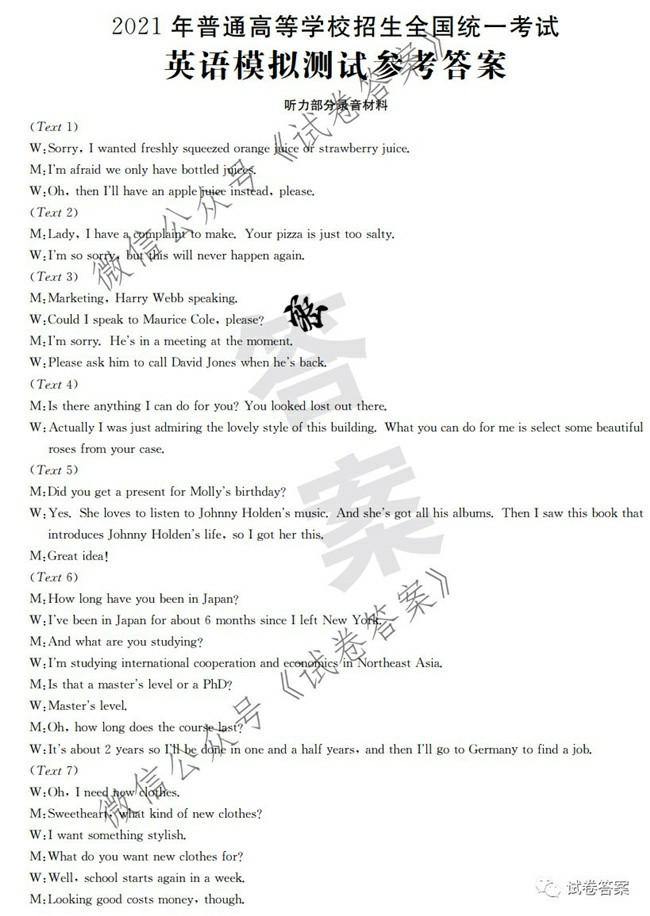 2021年普通高等学校招生全国统一考试
英语模拟测试参考答案
听力部分录音材料
(Text 1)
W:Sorry, I wanted freshly squeezed orange juice or strawberry juice.
M:I'm afraid we only have bottled juices.
W:Oh, then I'll have an apple juice instead, please.
(Text 2)
M:Lady, I have a complaint to make. Your pizza is just too salty.
W:I'm so sorry, but this will never happen again.
(Text 3)
M:Marketing, Harry Webb speaking.
W:Could I speak to Maurice Cole, please?
M:I'm sorry. He's in a meeting at the moment.
W:Please ask him to call David Jones when he's back.
(Text 4)
M:Is there anything I can do for you? You looked lost out there.
W:Actually I was just admiring the lovely style of this building. What you can do for me is select some beautiful
roses from your case.
(Text 5)
M:Did you get a present for Molly's birthday?
W:Yes. She loves to listen to Johnny Holden's music. And she's got all his albums. Then I saw this book that
introduces Johnny Holden's life, so I got her this.
M:Great idea!
(Text 6)
M:How long have you been in Japan?
W:I've been in Japan for about 6 months since I left New York.
M:And what are you studying?
W:I'm studying international cooperation and economics in Northeast Asia.
M:Is that a master's level or a PhD?
W:Master's level.
M:Oh, how long does the course last?
W:It's about 2 years so I'll be done in one and a half years, and then I'll go to Germany to find a job.
(Text 7)
W:Oh, I need new clothes.
M:Sweetheart, what kind of new clothes?
W:I want something stylish.
M:What do you want new clothes for?
W:Well, school starts again in a week.
M:Looking good costs money, though.
微信公众号《试卷答案》
答案
微信公众号《试卷答案》
试卷答案